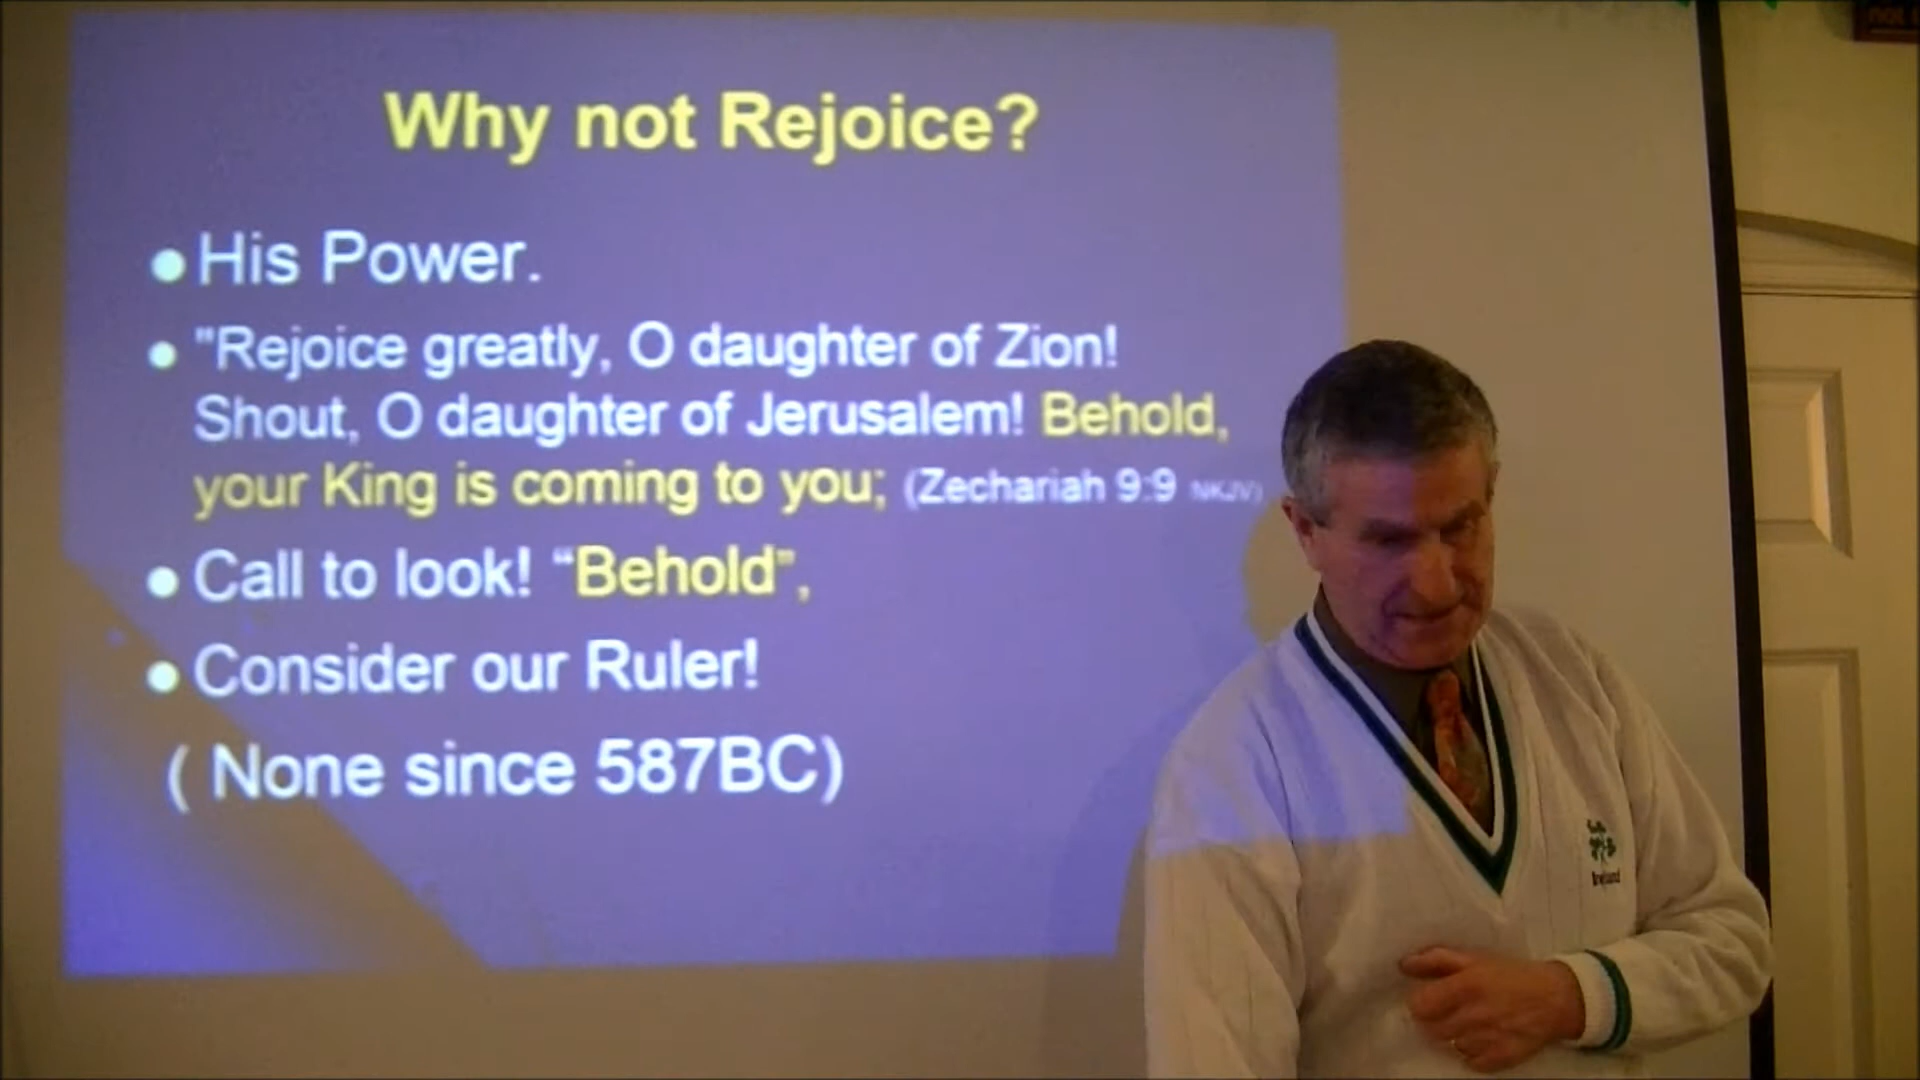 Why not Rejoice?
● His Power.
● "Rejoice greatly, O daughter of Zion!
Shout, O daughter of Jerusalem! Behold,
your King is coming to you; (Zechariah 9:9 NKJV)
● Call to look! “Behold”,
● Consider our Ruler!
( None since 587BC)
not